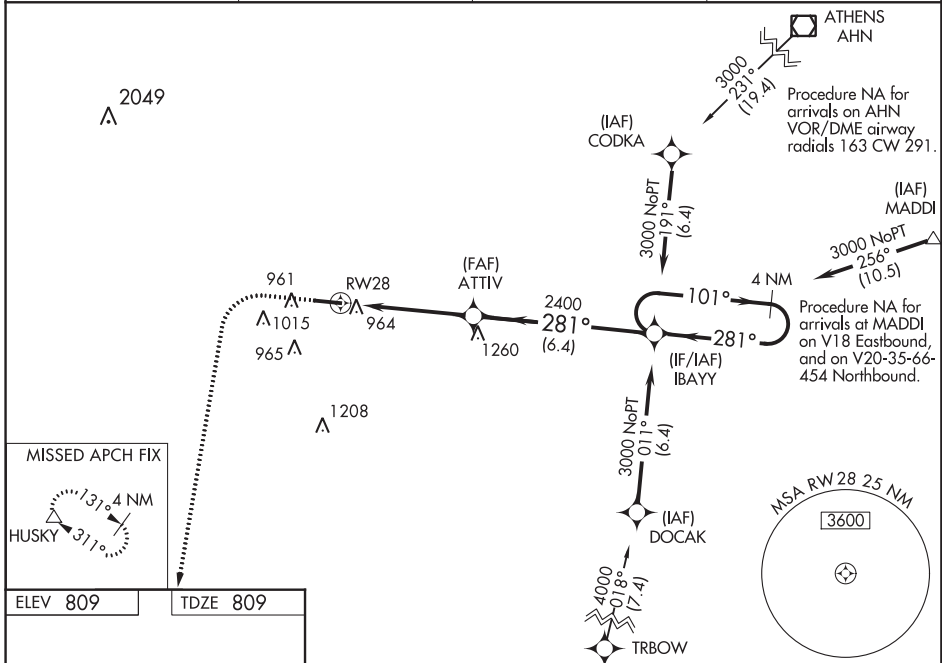 ATHENS
AHN
3000
231°
(19.4)
Procedure NA for
arrivals on AHN
VOR/DME airway
radials 163 CW 291.
2049
(IAF)
CODKA
3000 NoPT
191°
(6.4)
(IAF)
MADDI
3000 NoPT
256°
(10.5)
Procedure NA for
arrivals at MADDI
on V18 Eastbound,
and on V20-35-66-
454 Northbound.
4 NM
101°
281°
(IF/IAF)
IBAYY
(FAF)
ATTIV
2400
281°
(6.4)
1260
961
RW28
964
1015
965
1208
3000 NoPT
011°
(6.4)
(IAF)
DOCAK
4000
018°
(7.4)
TRBOW
MISSED APCH FIX
131°
4 NM
HUSKY
311°
MSA RW28 25 NM
3600
ELEV 809
TDZE 809